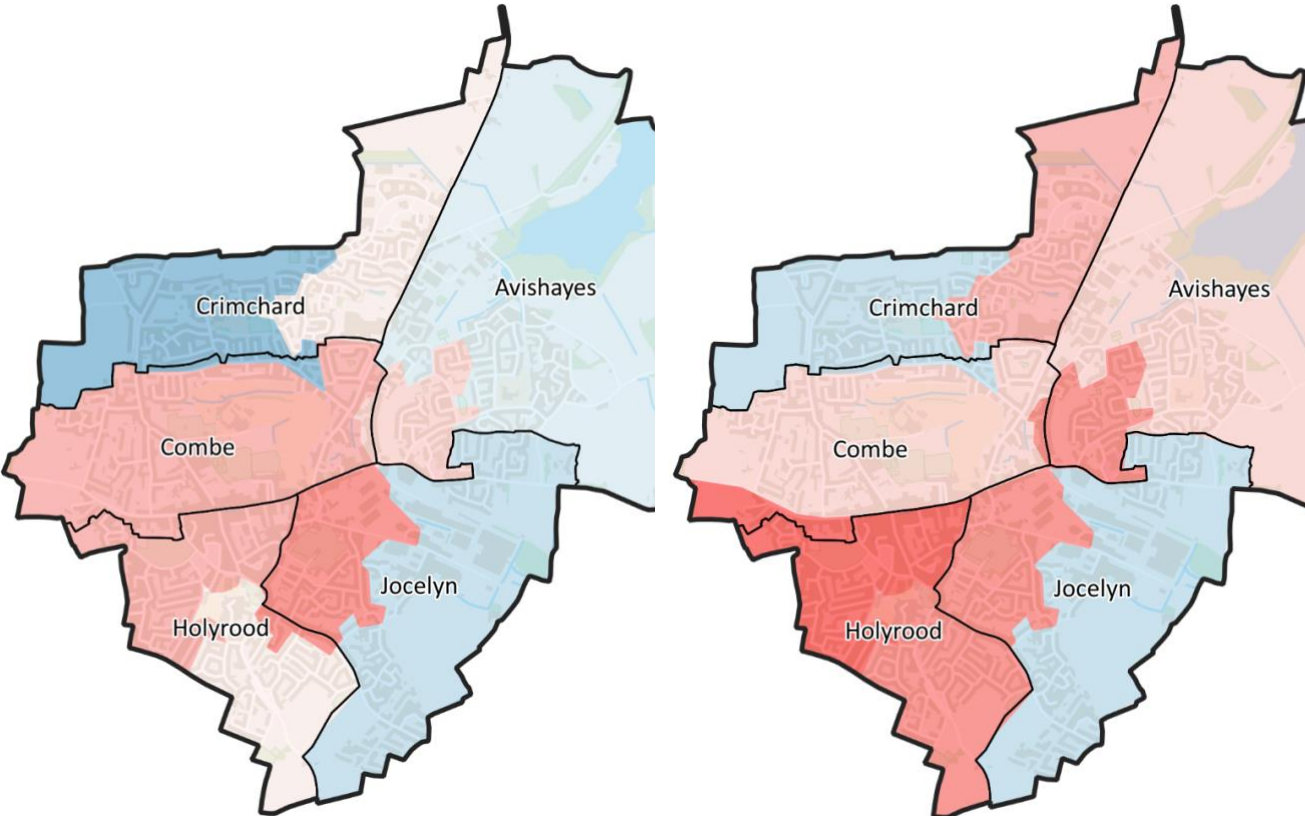 Avishayes
Crimchard
Combe
Jocelyn
Holyrood
Avishayes
Crimchard
Combe
Jocelyn
Holyrood